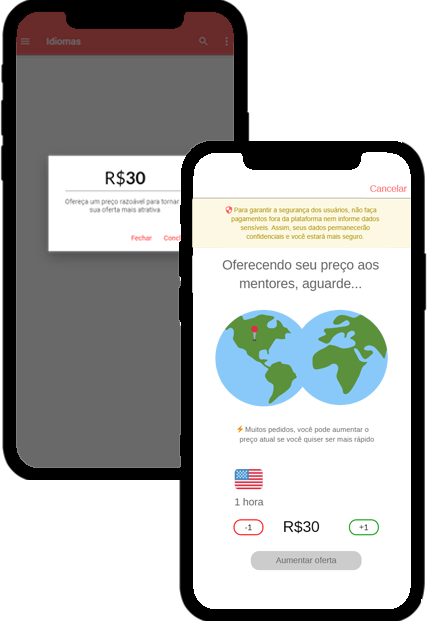 Idiomas
R$30
Ofereça um preço razoável para tornar
sua oferta mais atrativa
Fechar
Cancelar
Para garantir a segurança dos usuários, não faça
pagamentos fora da plataforma nem informe dados
sensíveis. Assim, seus dados permanecerão
confidenciais e você estará mais seguro.
Oferecendo seu preço aos
mentores, aguarde...
Muitos pedidos, você pode aumentar o
preço atual se você quiser ser mais rápido
1 hora
-1 R$30 +1
Aumentar oferta